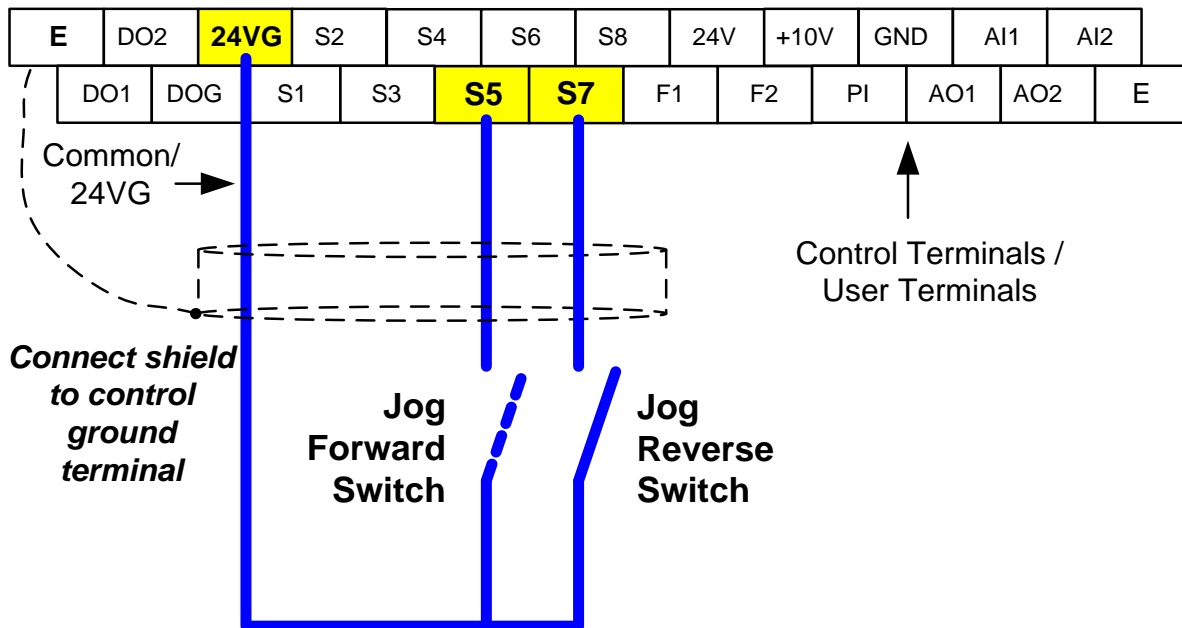 E DO2 24VG S2 S4 S6 S8 24V +10V GND AI1 AI2
DO1 DOG S1 S3 S5 S7 F1 F2 PI AO1 AO2 E
Common/
24VG
Control Terminals /
User Terminals
Connect shield
to control
ground
terminal
Jog
Forward
Switch
Jog
Reverse
Switch